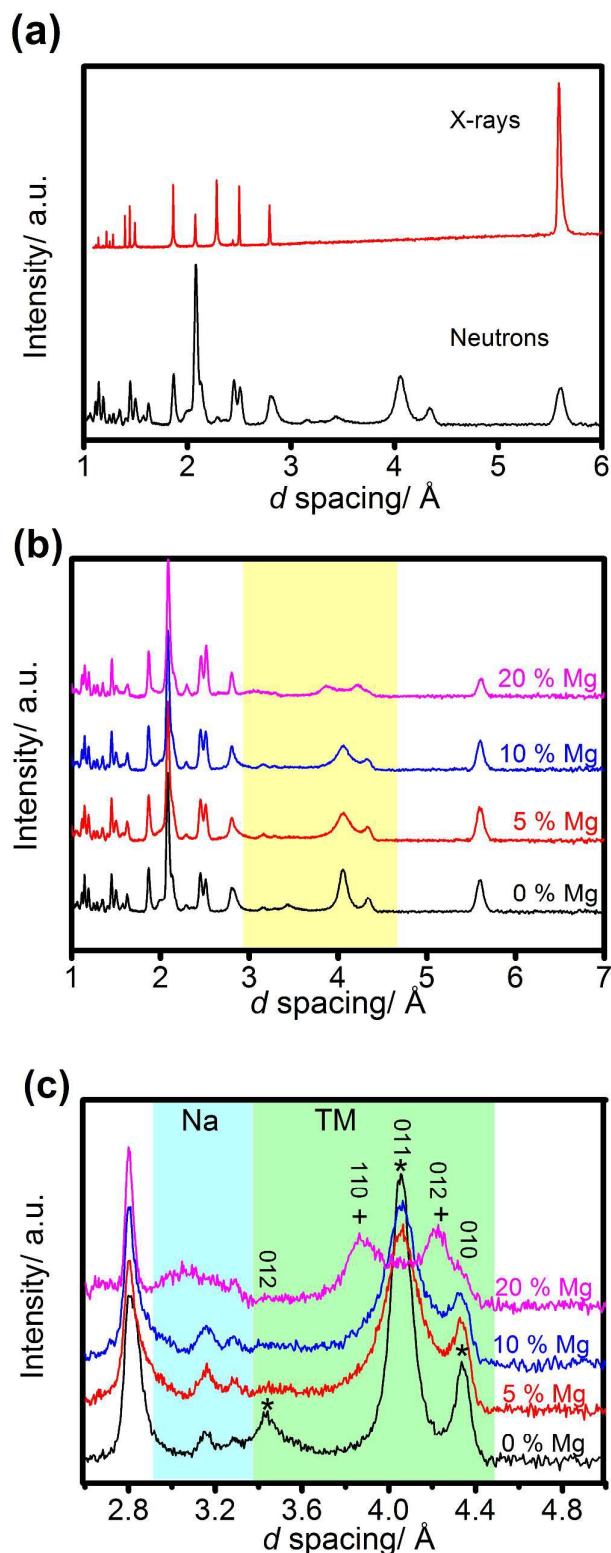 (a)
X-rays
Neutrons
Intensity/ a.u.
1 2 3 4 5 6
d spacing/ Å
(b)
20 % Mg
10 % Mg
5 % Mg
0 % Mg
Intensity/ a.u.
1 2 3 4 5 6 7
d spacing/ Å
(c)
Na TM
011*
110 +
012 +
010
012
*
*
20 % Mg
10 % Mg
5 % Mg
0 % Mg
Intensity/ a.u.
2.8 3.2 3.6 4.0 4.4 4.8
d spacing/ Å